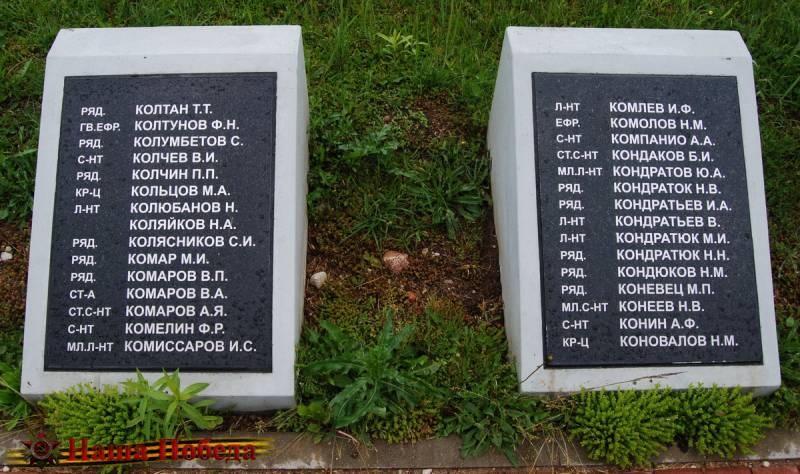 РЯД. КОЛТАН Т.Т.
ГВ.ЕФР. КОЛТУНОВ Ф.Н.
РЯД. КОЛУМБЕТОВ С.
С-НТ КОЛЧЕВ В.И.
РЯД. КОЛЧИН П.П.
КР-Ц КОЛЬЦОВ М.А.
Л-НТ КОЛЮБАНОВ Н.
КОЛЯЙКОВ Н.А.
РЯД. КОЛЯСНИКОВ С.И.
РЯД. КОМАР М.И.
РЯД. КОМАРОВ В.П.
СТ-А КОМАРОВ В.А.
СТ.С-НТ КОМАРОВ А.Я.
С-НТ КОМЕЛИН Ф.Р.
МЛ.Л-НТ КОМИССАРОВ И.С.
Л-НТ КОМЛЕВ И.Ф.
ЕФР. КОМОЛОВ Н.М.
С-НТ КОМПАНИО А.А.
СТ.С-НТ КОНДАКОВ Б.И.
МЛ.Л-НТ КОНДРАТОВ Ю.А.
РЯД. КОНДРАТОК Н.В.
РЯД. КОНДРАТЬЕВ И.А.
Л-НТ КОНДРАТЬЕВ В.
Л-НТ КОНДРАТЮК М.И.
РЯД. КОНДРАТЮК Н.Н.
РЯД. КОНДЮКОВ Н.М.
РЯД. КОНЕВЕЦ М.П.
МЛ.С-НТ КОНЕЕВ Н.В.
С-НТ КОНИН А.Ф.
КР-Ц КОНОВАЛОВ Н.М.
Наша Победа